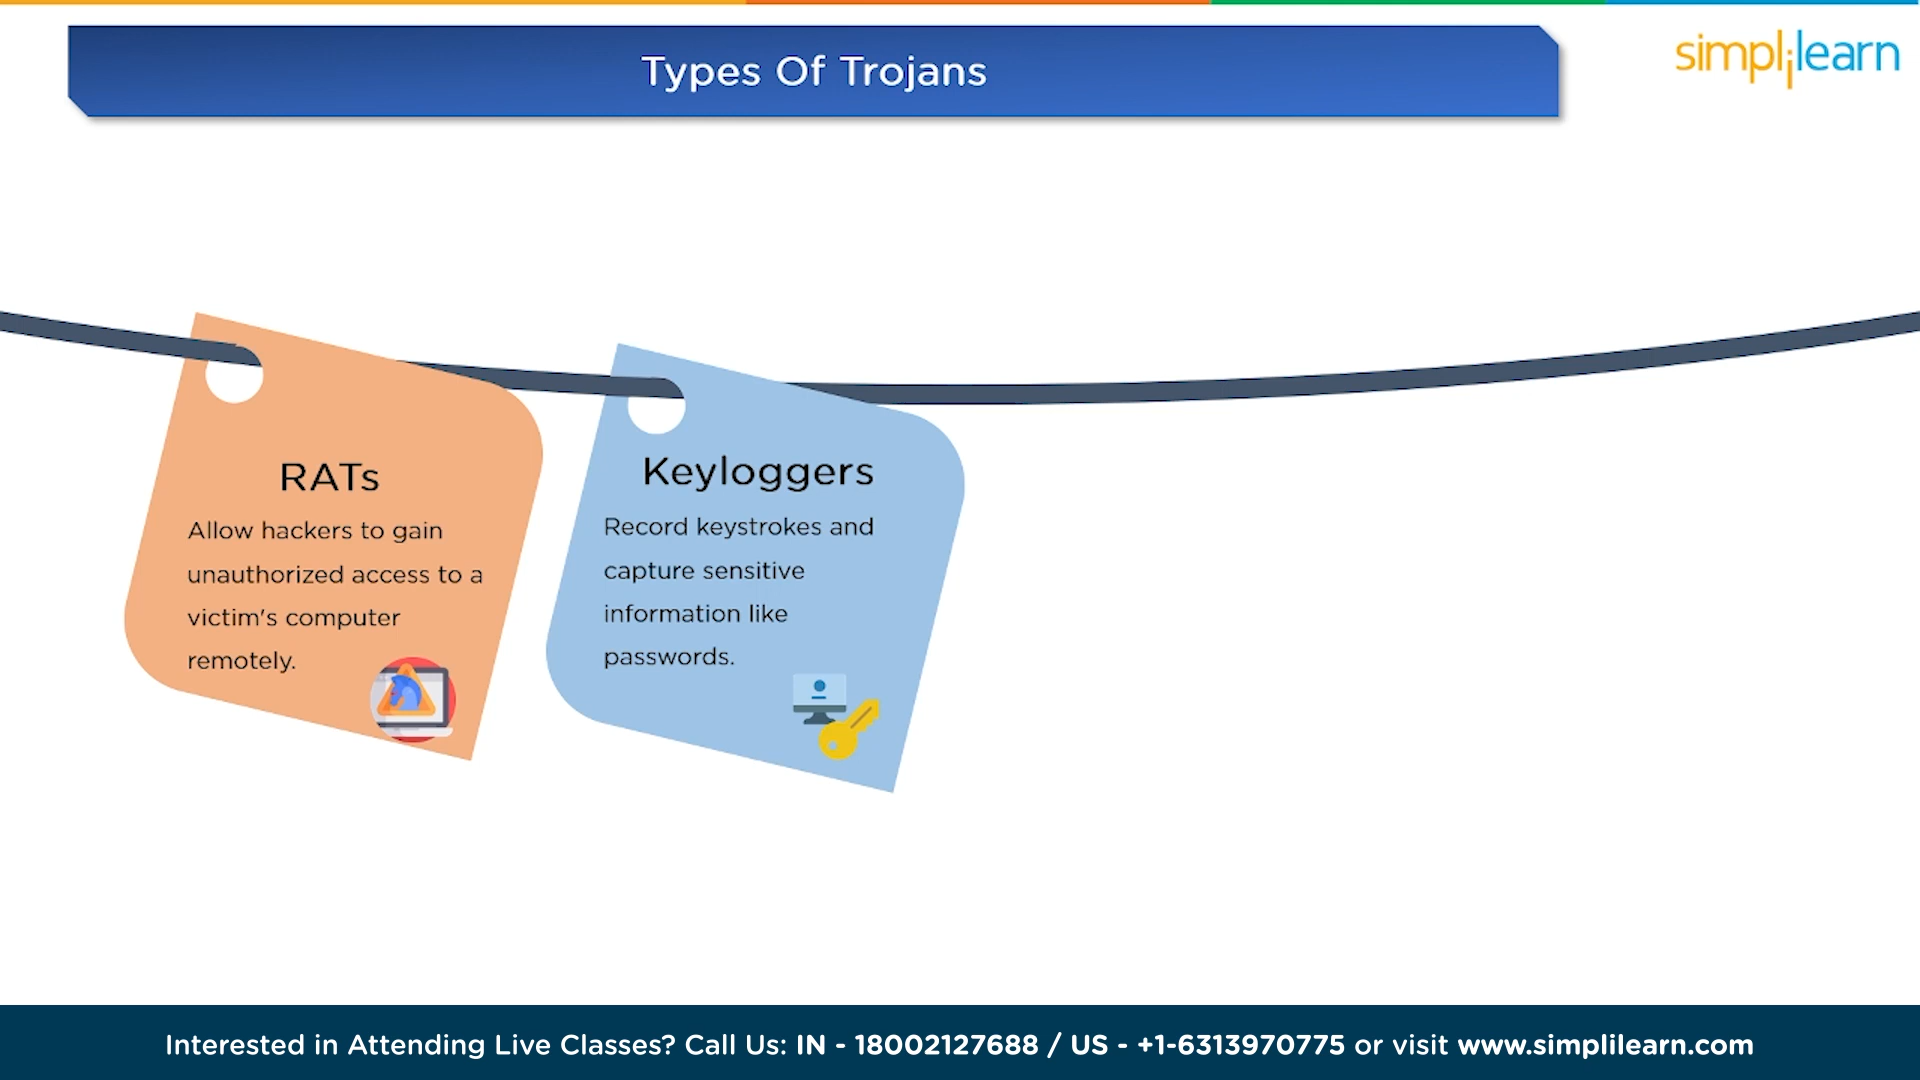 Types Of Trojans
simplilearn
RATs
Allow hackers to gain
unauthorized access to a
victim's computer
remotely.
Keyloggers
Record keystrokes and
capture sensitive
information like
passwords.
Interested in Attending Live Classes? Call Us: IN - 18002127688 / US - +1-6313970775 or visit www.simplilearn.com